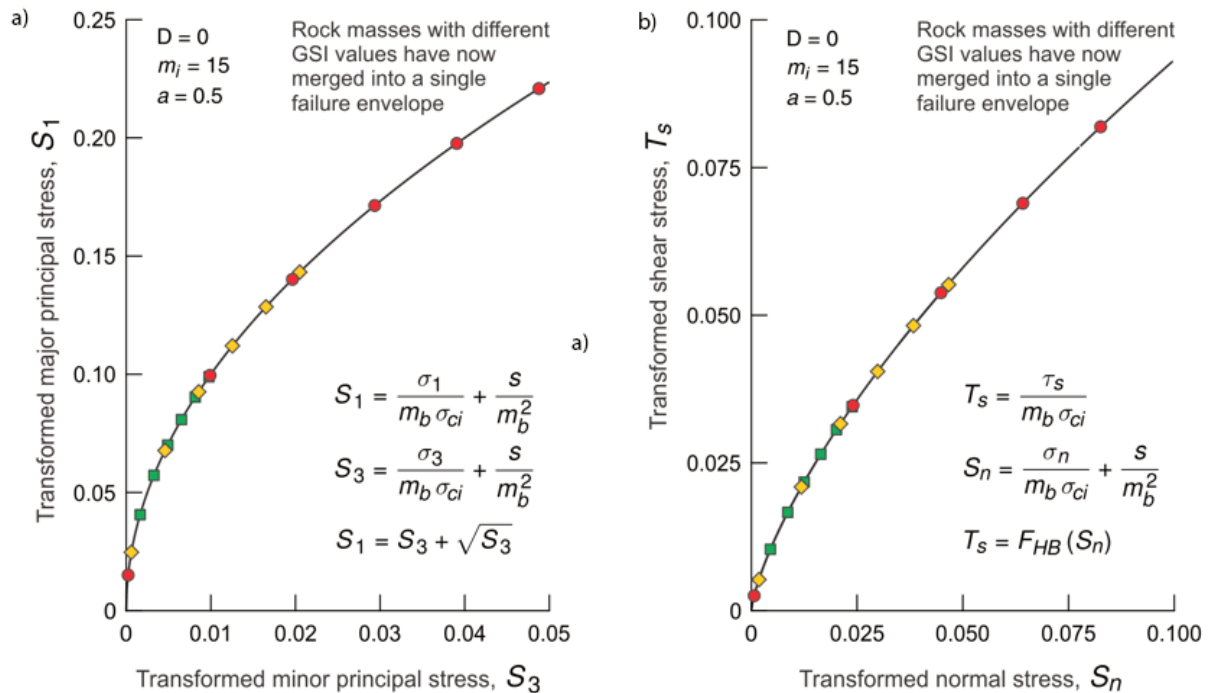 a)
D = 0
m_i = 15
a = 0.5
Rock masses with different
GSI values have now
merged into a single
failure envelope
Transformed major principal stress, S_1
0.25
0.20
0.15
0.10
0.05
0
S_1 = σ_1 / (m_b σ_ci) + s / m_b^2
S_3 = σ_3 / (m_b σ_ci) + s / m_b^2
S_1 = S_3 + √S_3
0 0.01 0.02 0.03 0.04 0.05
Transformed minor principal stress, S_3
b)
D = 0
m_i = 15
a = 0.5
Rock masses with different
GSI values have now
merged into a single
failure envelope
Transformed shear stress, T_s
0.100
0.075
0.050
0.025
0
a)
T_s = τ_s / (m_b σ_ci)
S_n = σ_n / (m_b σ_ci) + s / m_b^2
T_s = F_HB (S_n)
0 0.025 0.050 0.075 0.100
Transformed normal stress, S_n